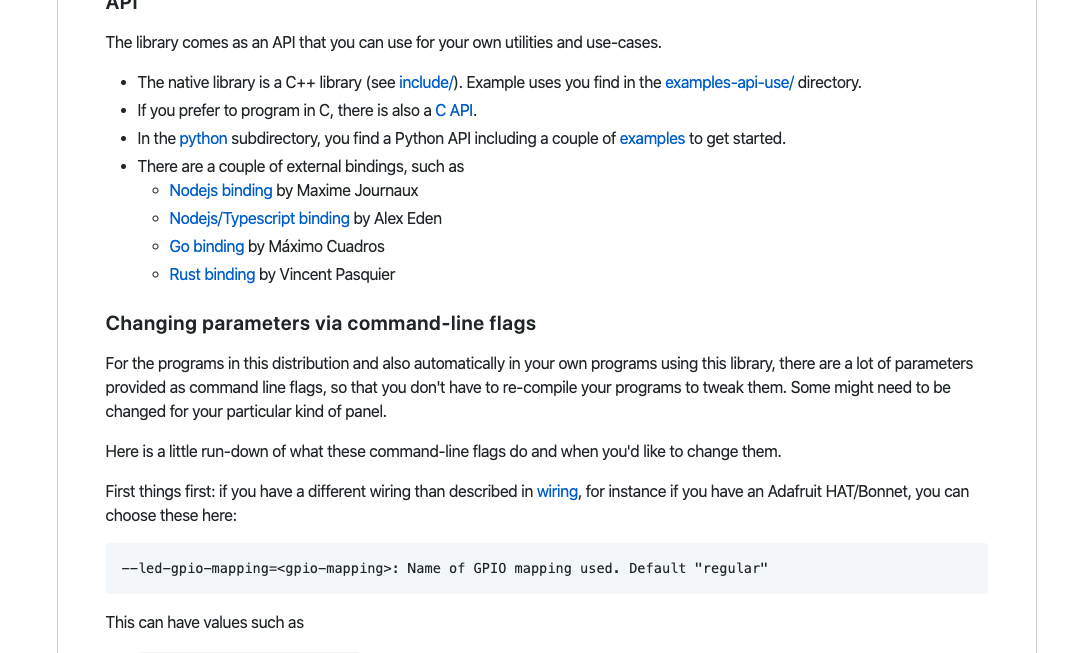 API
The library comes as an API that you can use for your own utilities and use-cases.
• The native library is a C++ library (see include/). Example uses you find in the examples-api-use/ directory.
• If you prefer to program in C, there is also a C API.
• In the python subdirectory, you find a Python API including a couple of examples to get started.
• There are a couple of external bindings, such as
◦ Nodejs binding by Maxime Journaux
◦ Nodejs/Typescript binding by Alex Eden
◦ Go binding by Máximo Cuadros
◦ Rust binding by Vincent Pasquier
Changing parameters via command-line flags
For the programs in this distribution and also automatically in your own programs using this library, there are a lot of parameters
provided as command line flags, so that you don't have to re-compile your programs to tweak them. Some might need to be
changed for your particular kind of panel.
Here is a little run-down of what these command-line flags do and when you'd like to change them.
First things first: if you have a different wiring than described in wiring, for instance if you have an Adafruit HAT/Bonnet, you can
choose these here:
--led-gpio-mapping=<gpio-mapping>: Name of GPIO mapping used. Default "regular"
This can have values such as